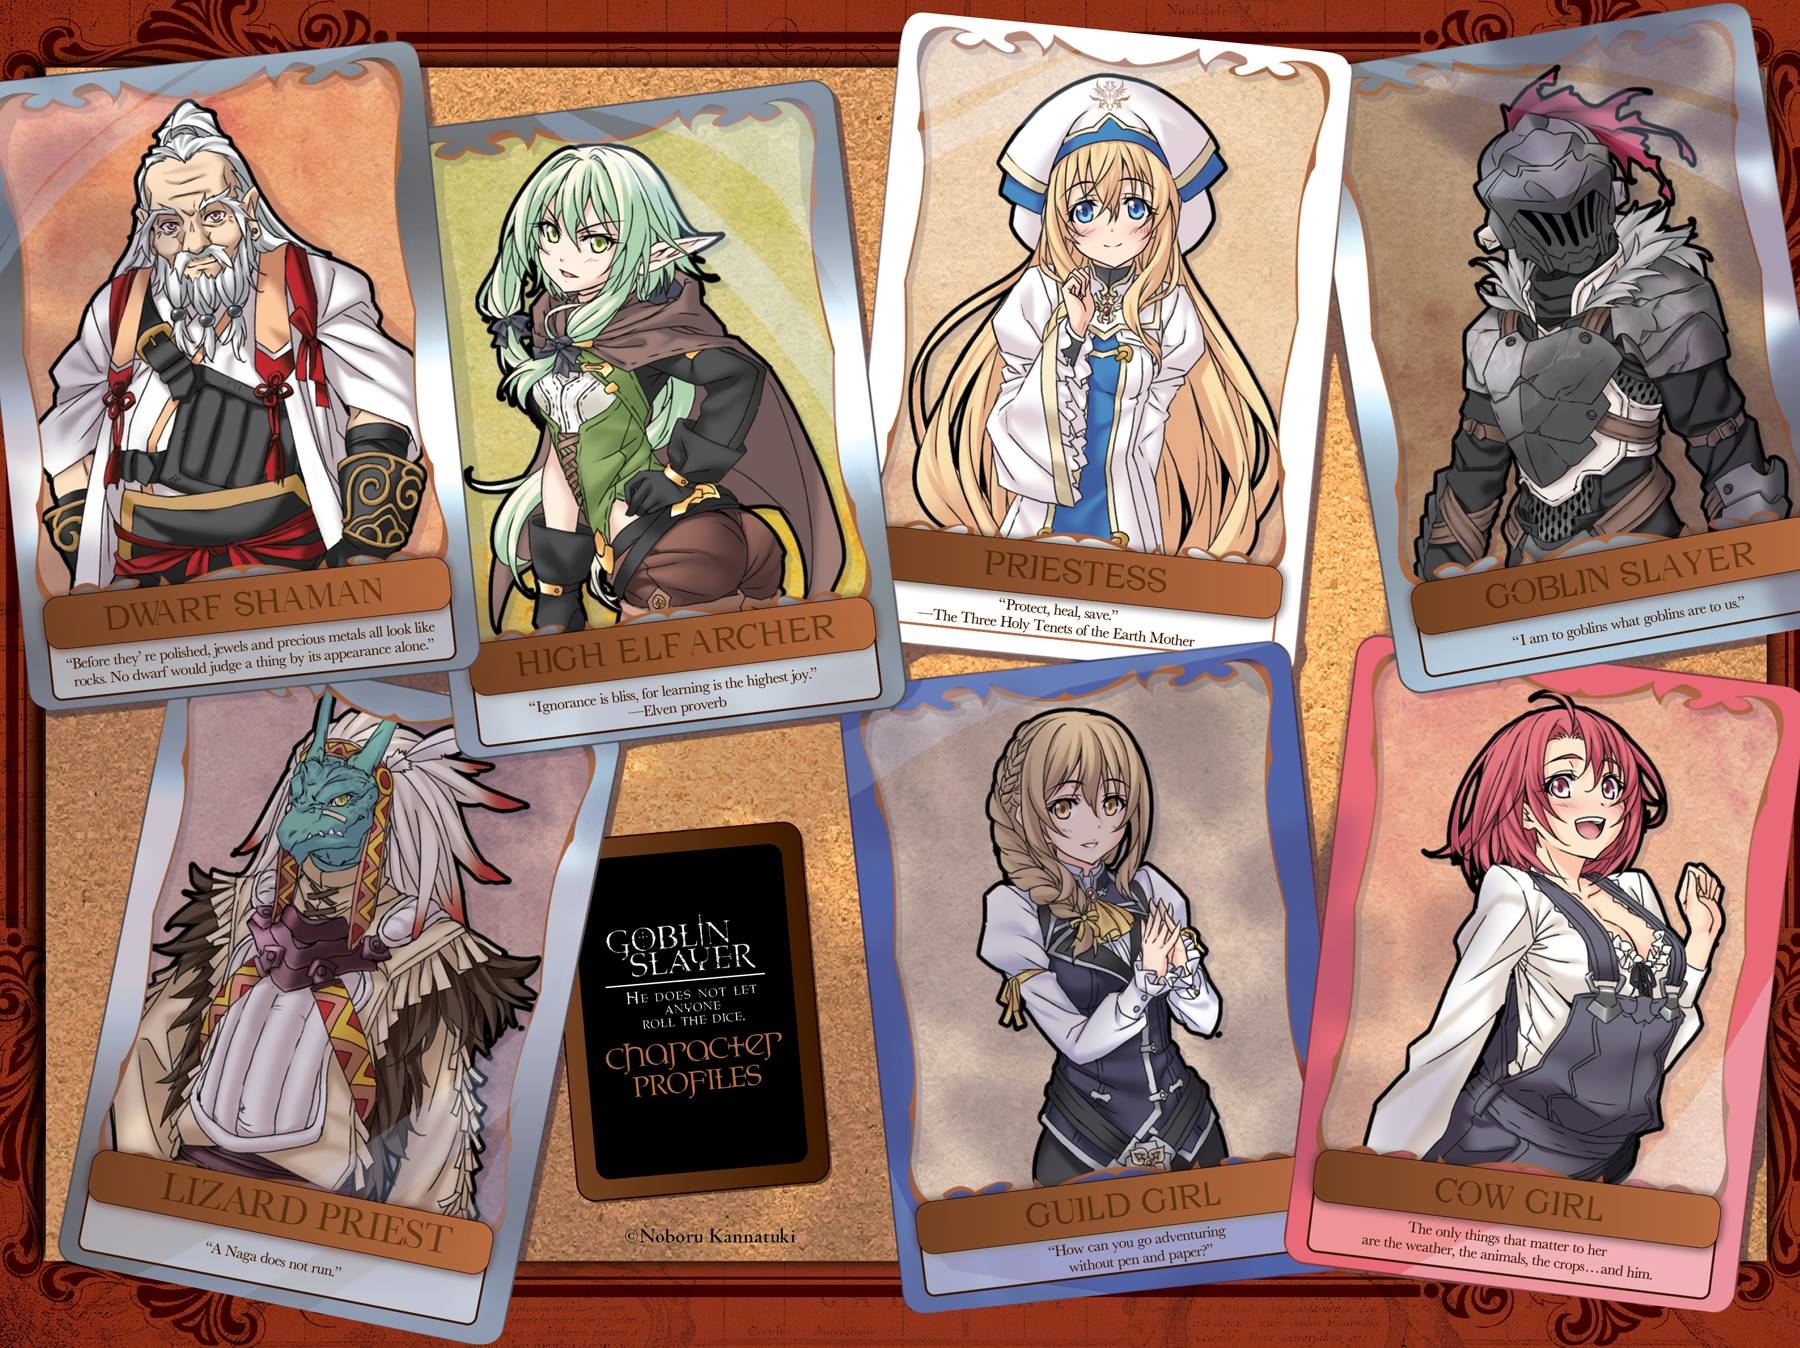 DWARF SHAMAN
“Before they’ re polished, jewels and precious metals all look like
rocks. No dwarf would judge a thing by its appearance alone.”
HIGH ELF ARCHER
“Ignorance is bliss, for learning is the highest joy.”
—Elven proverb
PRIESTESS
“Protect, heal, save.”
—The Three Holy Tenets of the Earth Mother
GOBLIN SLAYER
“I am to goblins what goblins are to us.”
LIZARD PRIEST
“A Naga does not run.”
GOBLIN
SLAYER
HE DOES NOT LET
ANYONE
ROLL THE DICE.
character
PROFILES
©Noboru Kannatuki
GUILD GIRL
“How can you go adventuring
without pen and paper?”
COW GIRL
The only things that matter to her
are the weather, the animals, the crops…and him.